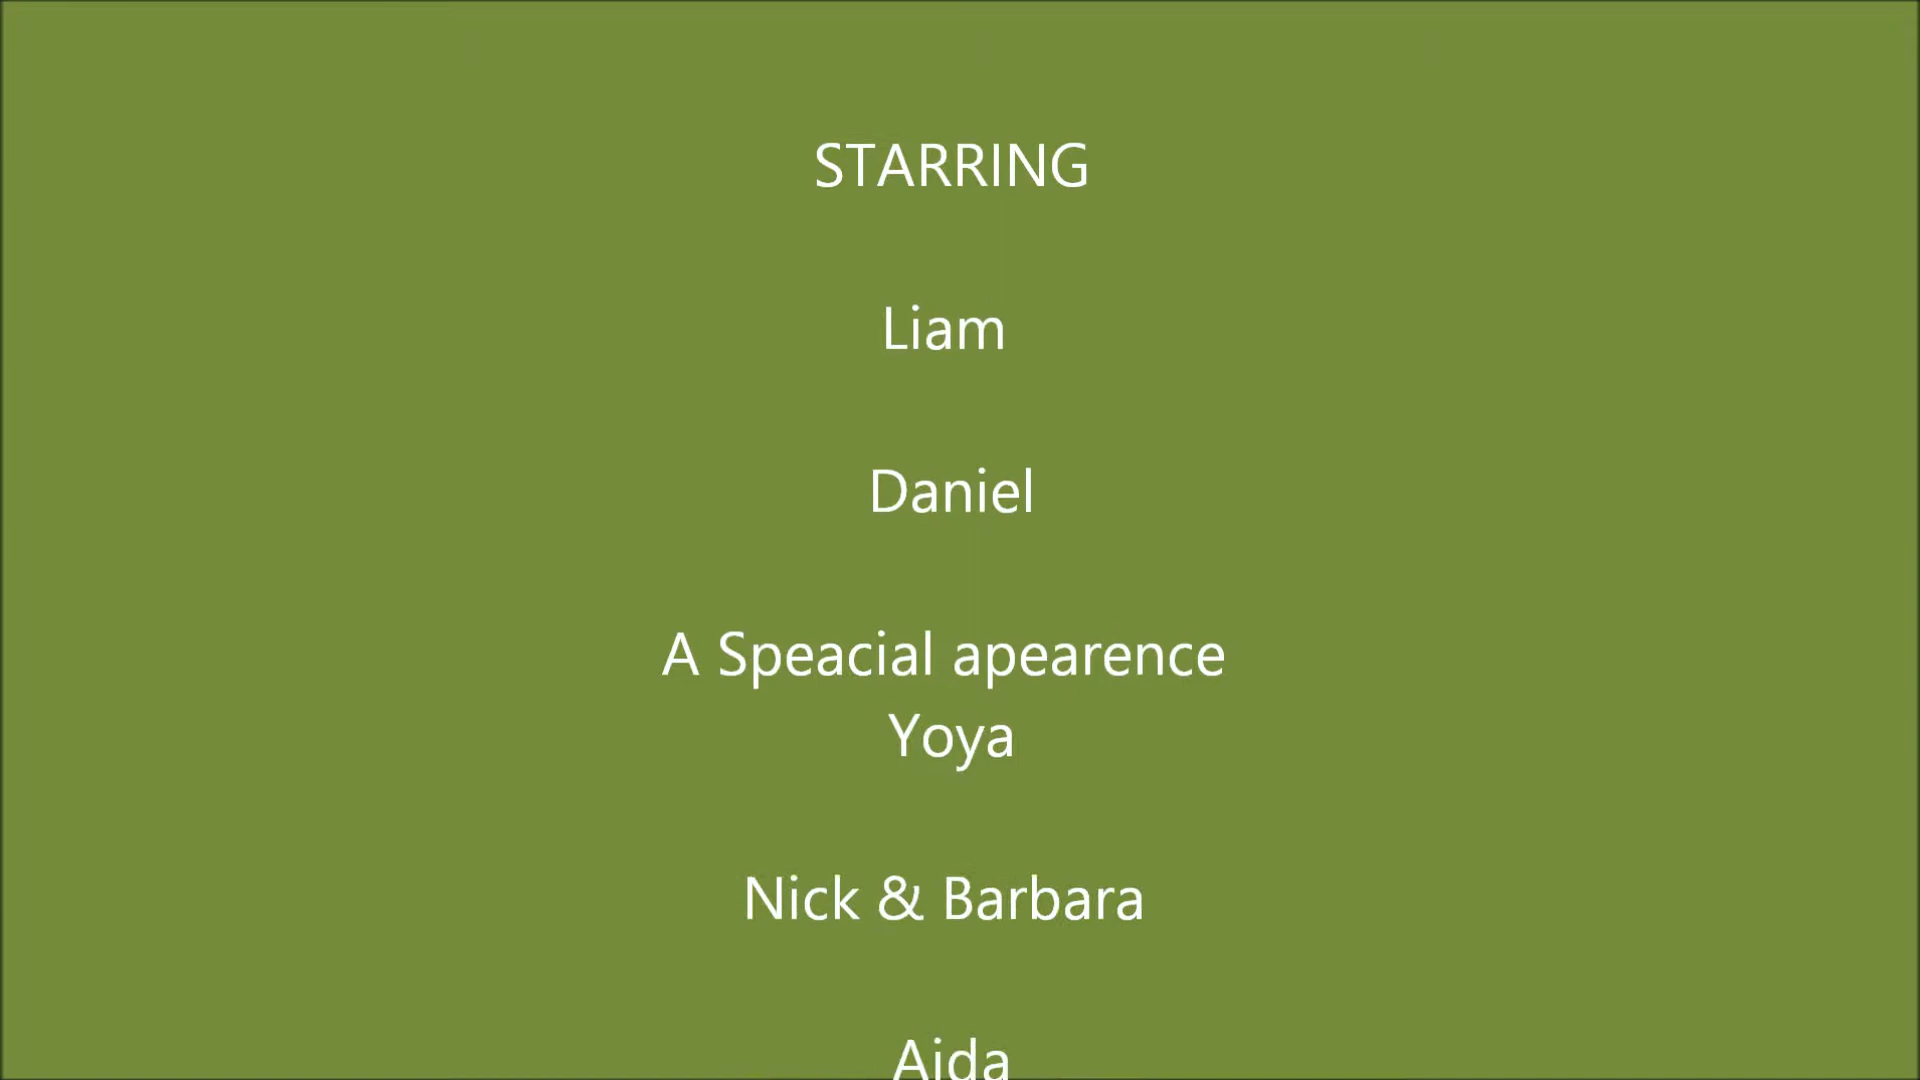 STARRING
Liam
Daniel
A Speacial apearence
Yoya
Nick & Barbara
Aida